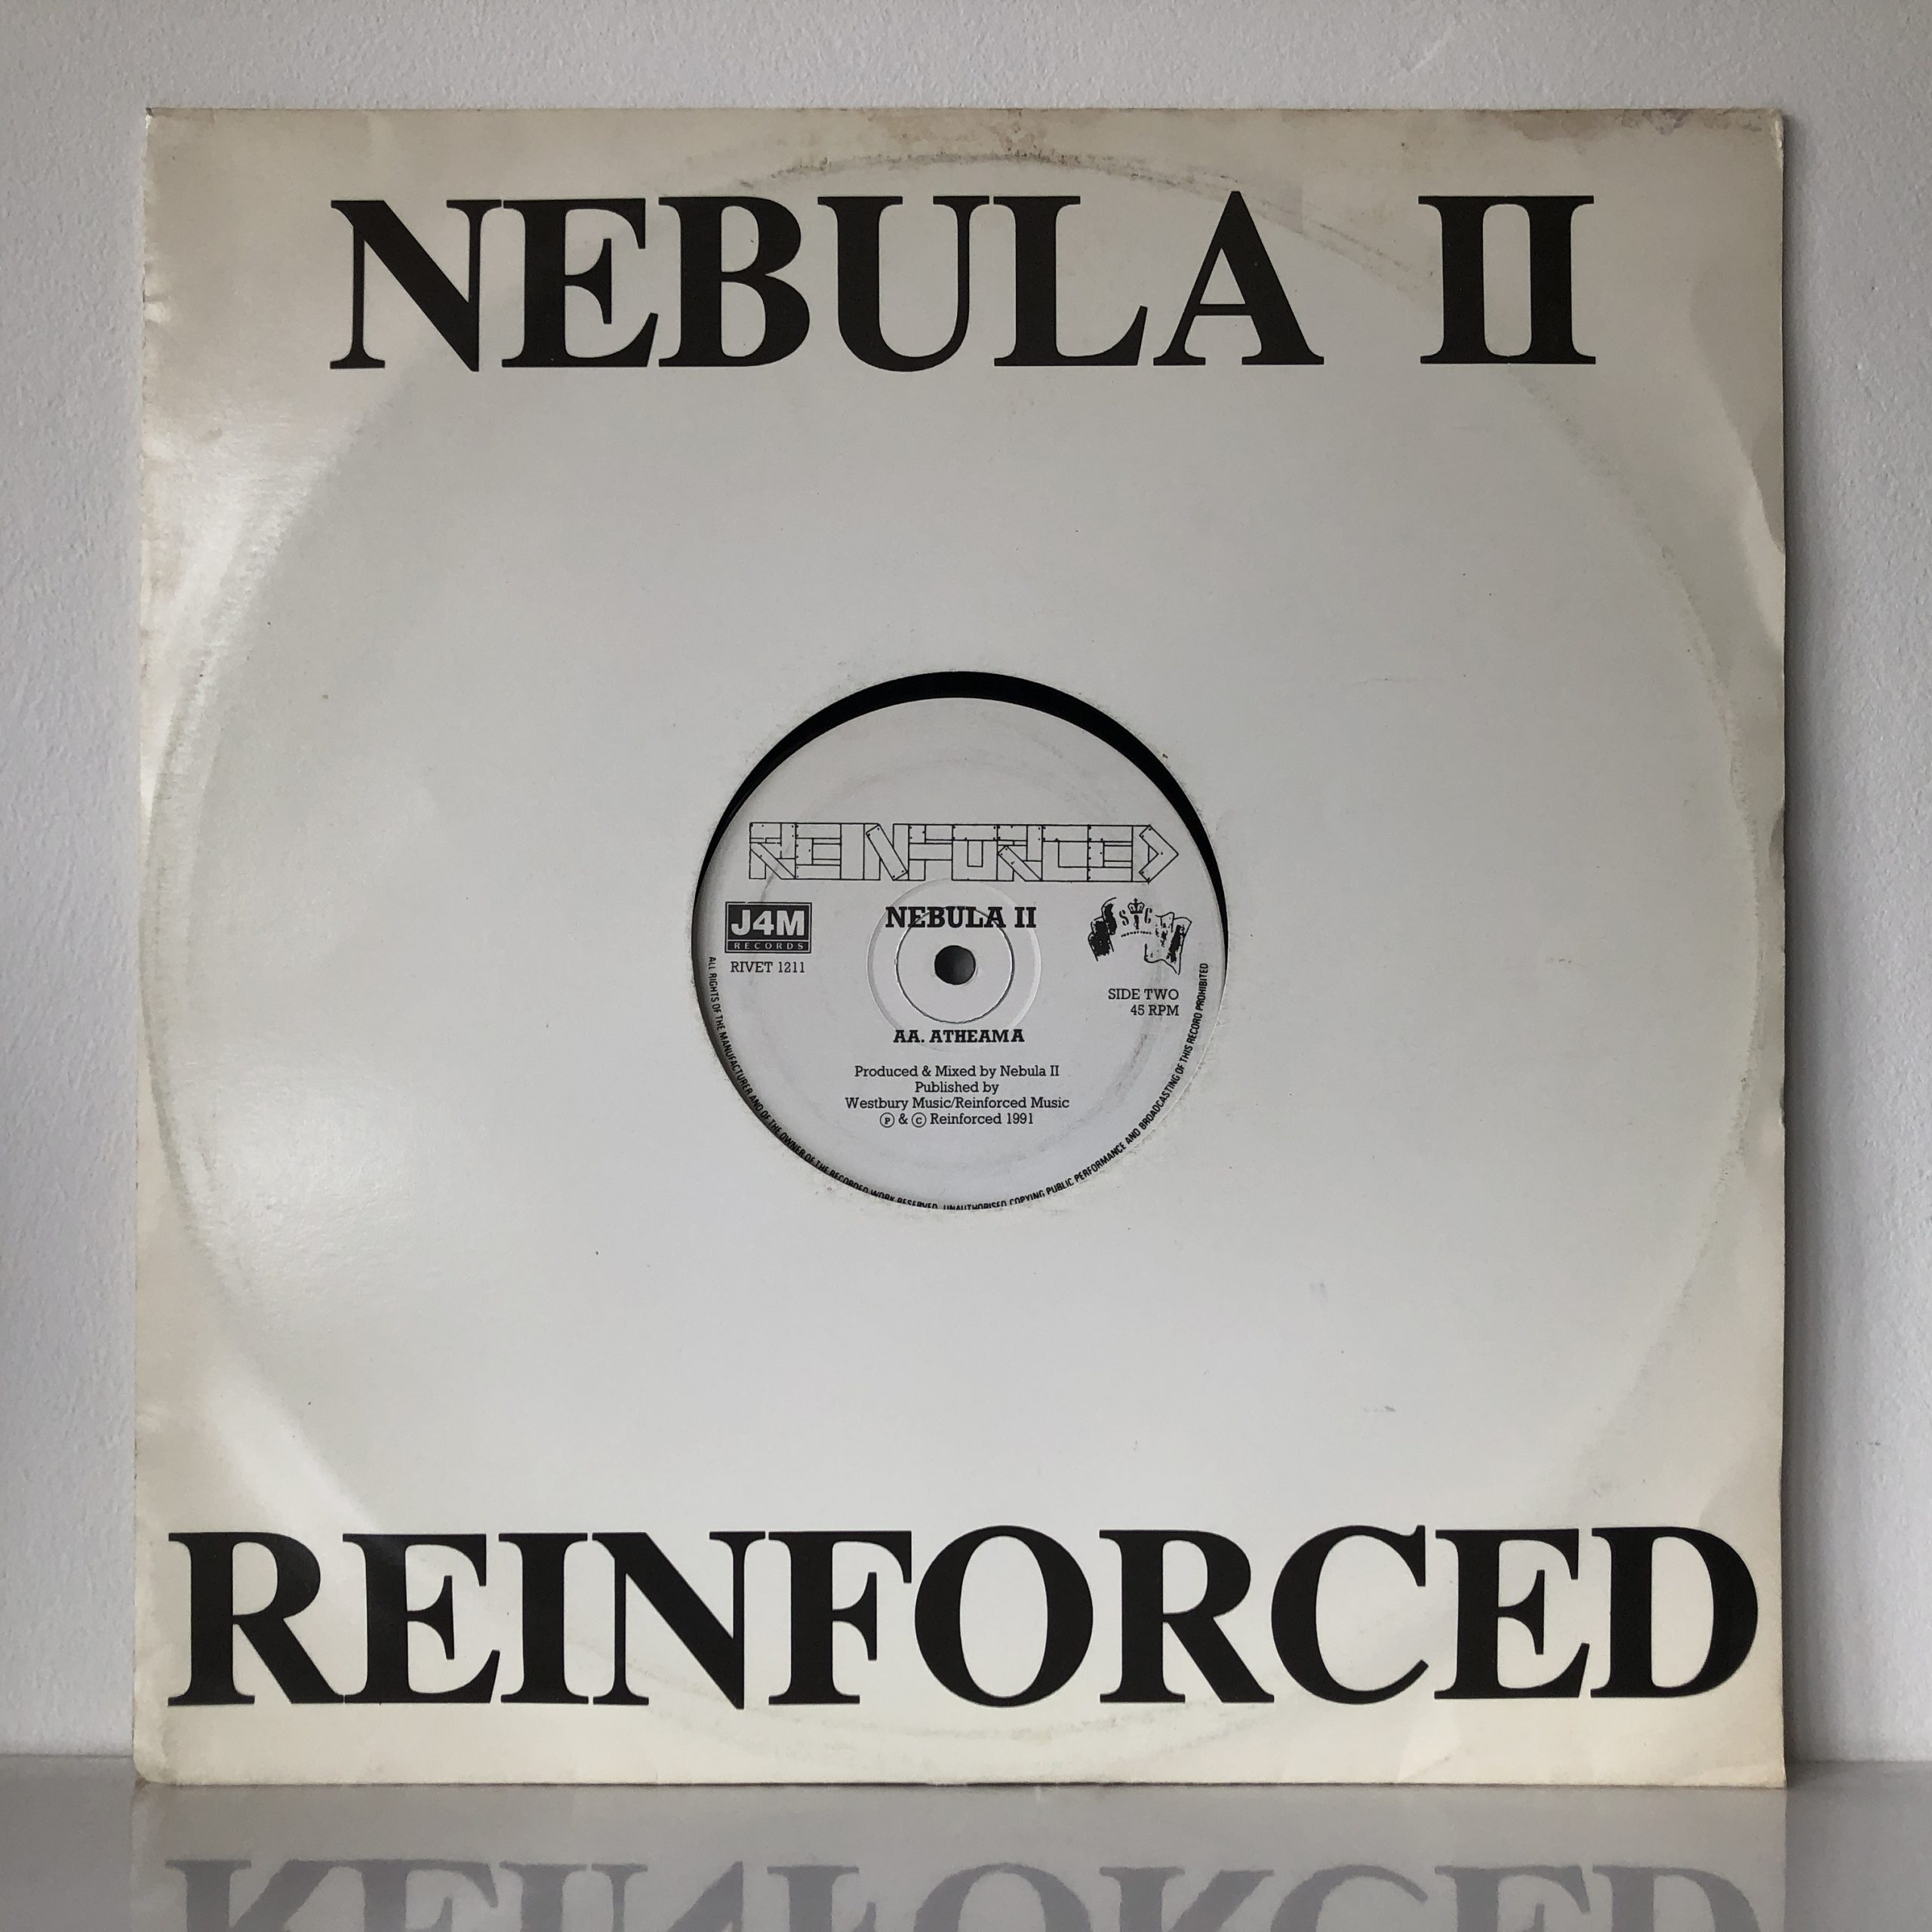 NEBULA II
REINFORCED
J4M
RECORDS
RIVET 1211
NEBULA II
S C
SIDE TWO
45 RPM
AA. ATHEAMA
Produced & Mixed by Nebula II
Published by
Westbury Music/Reinforced Music
Ⓟ & Ⓒ Reinforced 1991
ALL RIGHTS OF THE MANUFACTURER AND OF THE OWNER OF THE RECORDED WORK RESERVED. UNAUTHORISED COPYING PUBLIC PERFORMANCE AND BROADCASTING OF THIS RECORD PROHIBITED
REINFORCED